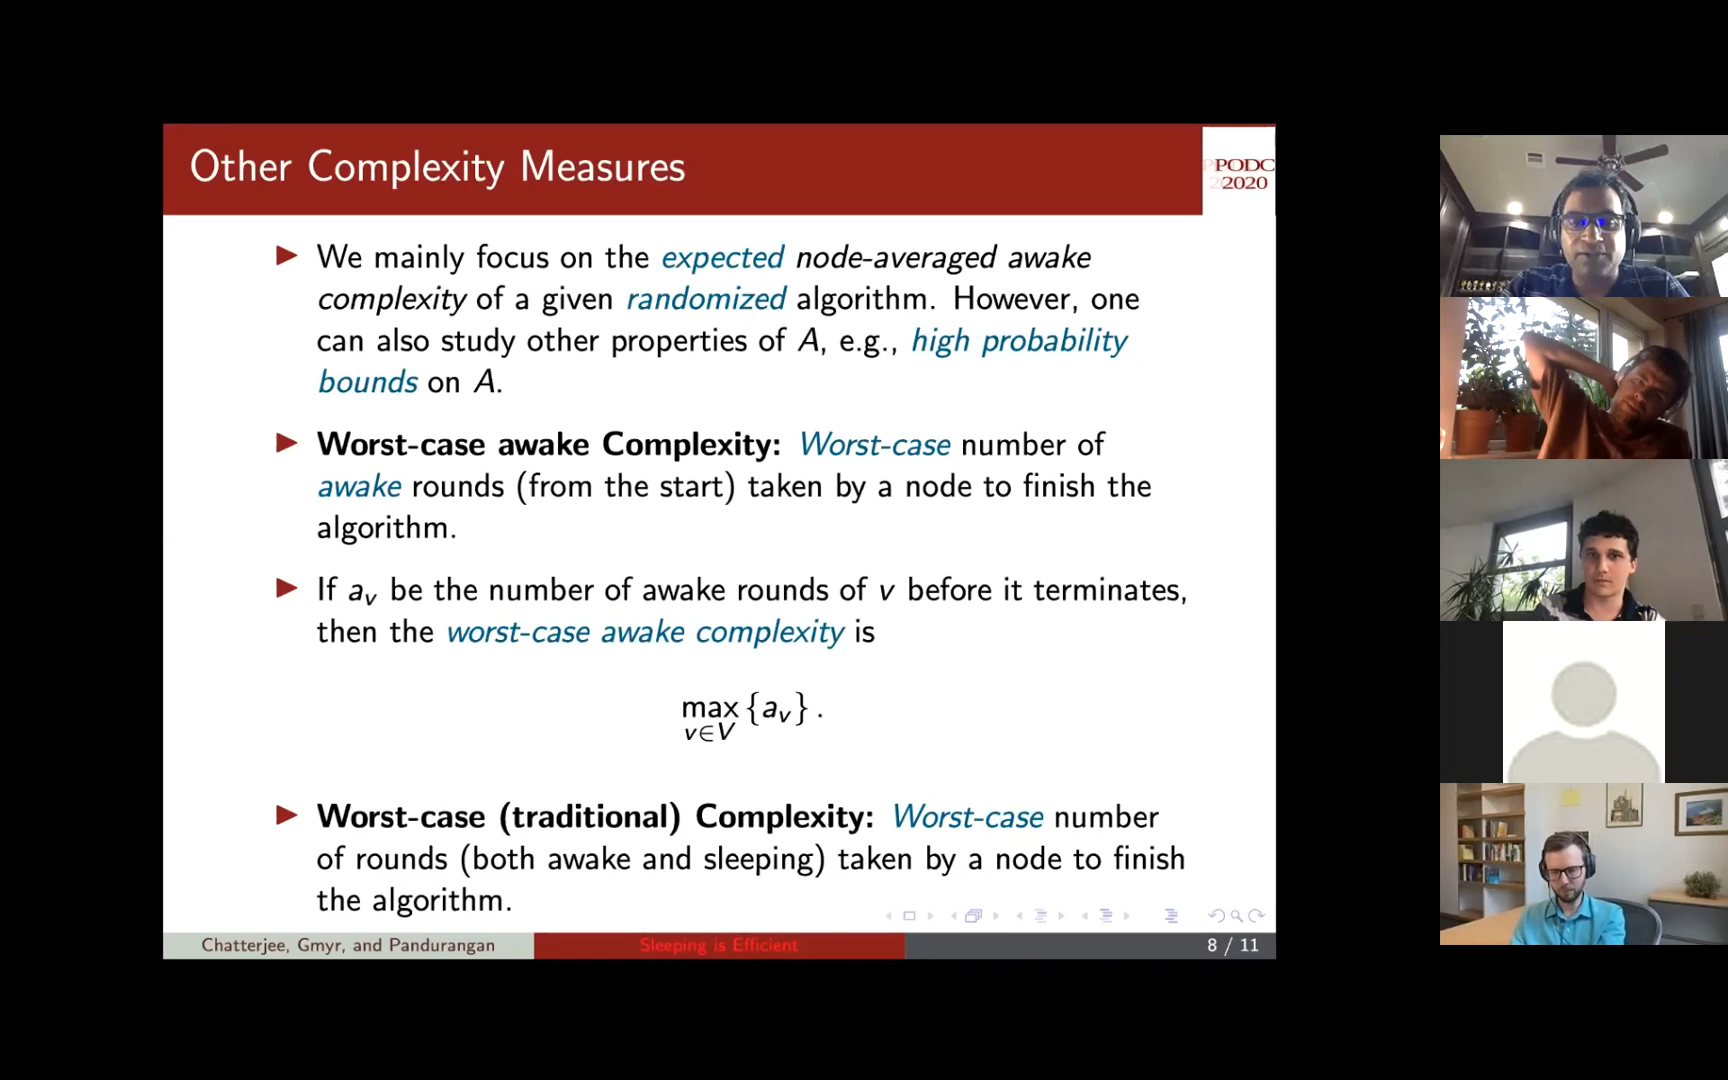 Other Complexity Measures
PODC
2020
▶ We mainly focus on the expected node-averaged awake
complexity of a given randomized algorithm. However, one
can also study other properties of A, e.g., high probability
bounds on A.
▶ Worst-case awake Complexity: Worst-case number of
awake rounds (from the start) taken by a node to finish the
algorithm.
▶ If a_v be the number of awake rounds of v before it terminates,
then the worst-case awake complexity is
max {a_v} .
v∈V
▶ Worst-case (traditional) Complexity: Worst-case number
of rounds (both awake and sleeping) taken by a node to finish
the algorithm.
Chatterjee, Gmyr, and Pandurangan
Sleeping is Efficient
8 / 11